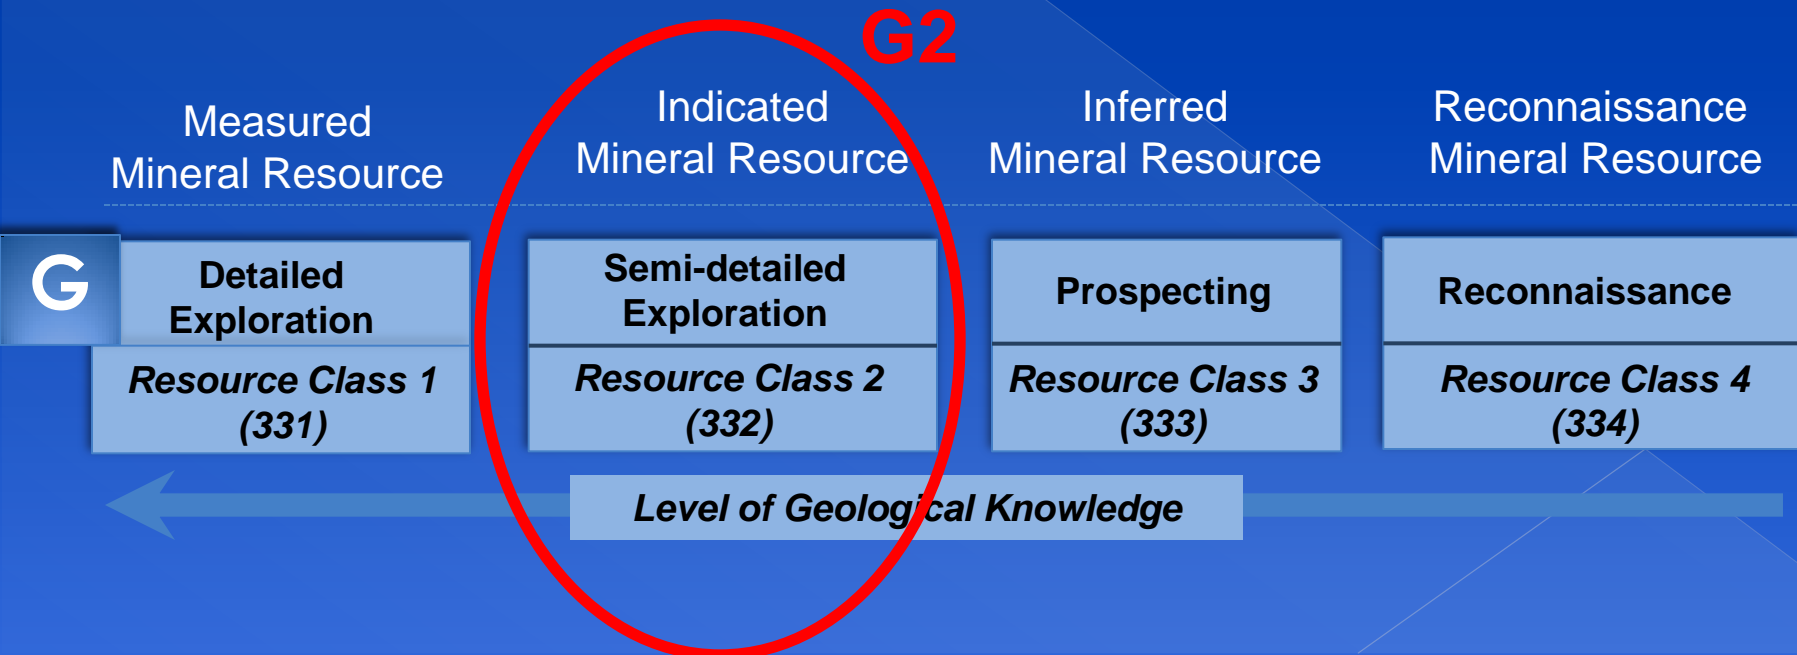 G2
Measured
Mineral Resource
Indicated
Mineral Resource
Inferred
Mineral Resource
Reconnaissance
Mineral Resource
G
Detailed
Exploration
Resource Class 1
(331)
Semi-detailed
Exploration
Resource Class 2
(332)
Prospecting
Resource Class 3
(333)
Reconnaissance
Resource Class 4
(334)
Level of Geological Knowledge